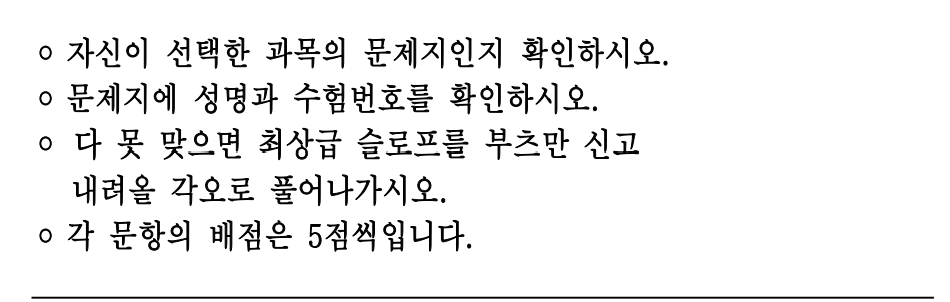 ○ 자신이 선택한 과목의 문제지인지 확인하시오.
○ 문제지에 성명과 수험번호를 확인하시오.
○ 다 못 맞으면 최상급 슬로프를 부츠만 신고
내려올 각오로 풀어나가시오.
○ 각 문항의 배점은 5점씩입니다.